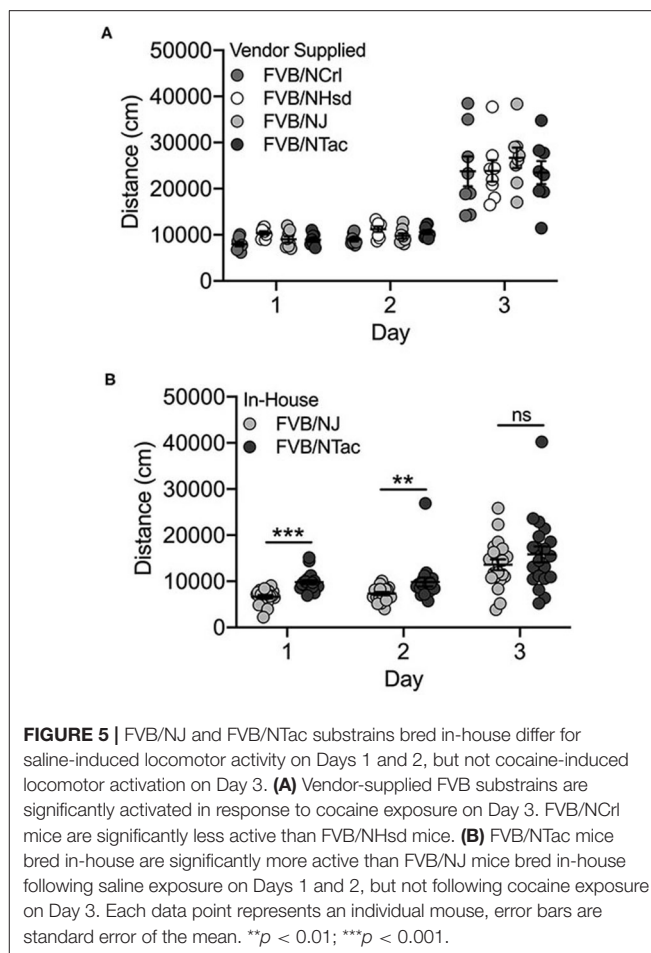 A
Vendor Supplied
FVB/NCrl
FVB/NHsd
FVB/NJ
FVB/NTac
50000
40000
30000
20000
10000
0
Distance (cm)
1 2 3
Day
B
In-House
FVB/NJ
FVB/NTac
50000
40000
30000
20000
10000
0
Distance (cm)
*** ** ns
1 2 3
Day
FIGURE 5 | FVB/NJ and FVB/NTac substrains bred in-house differ for
saline-induced locomotor activity on Days 1 and 2, but not cocaine-induced
locomotor activation on Day 3. (A) Vendor-supplied FVB substrains are
significantly activated in response to cocaine exposure on Day 3. FVB/NCrl
mice are significantly less active than FVB/NHsd mice. (B) FVB/NTac mice
bred in-house are significantly more active than FVB/NJ mice bred in-house
following saline exposure on Days 1 and 2, but not following cocaine exposure
on Day 3. Each data point represents an individual mouse, error bars are
standard error of the mean. **p < 0.01; ***p < 0.001.